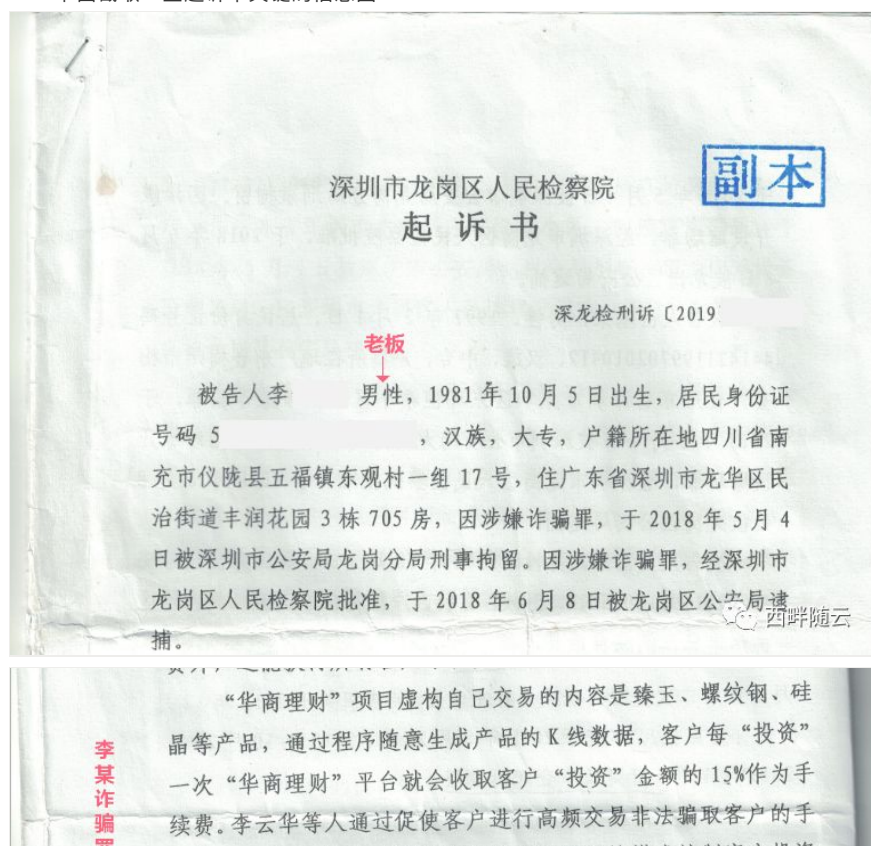 深圳市龙岗区人民检察院
副本
起诉书
深龙检刑诉〔2019
老板
被告人李 男性，1981年10月5日出生，居民身份证
号码 5 ，汉族，大专，户籍所在地四川省南
充市仪陇县五福镇东观村一组17号，住广东省深圳市龙华区民
治街道丰润花园3栋705房，因涉嫌诈骗罪，于2018年5月4
日被深圳市公安局龙岗分局刑事拘留。因涉嫌诈骗罪，经深圳市
龙岗区人民检察院批准，于2018年6月8日被龙岗区公安局逮
捕。
西畔随云
“华商理财”项目虚构自己交易的内容是臻玉、螺纹钢、硅
晶等产品，通过程序随意生成产品的K线数据，客户每“投资”
一次“华商理财”平台就会收取客户“投资”金额的15%作为手
续费。李云华等人通过促使客户进行高频交易非法骗取客户的手
李某诈骗